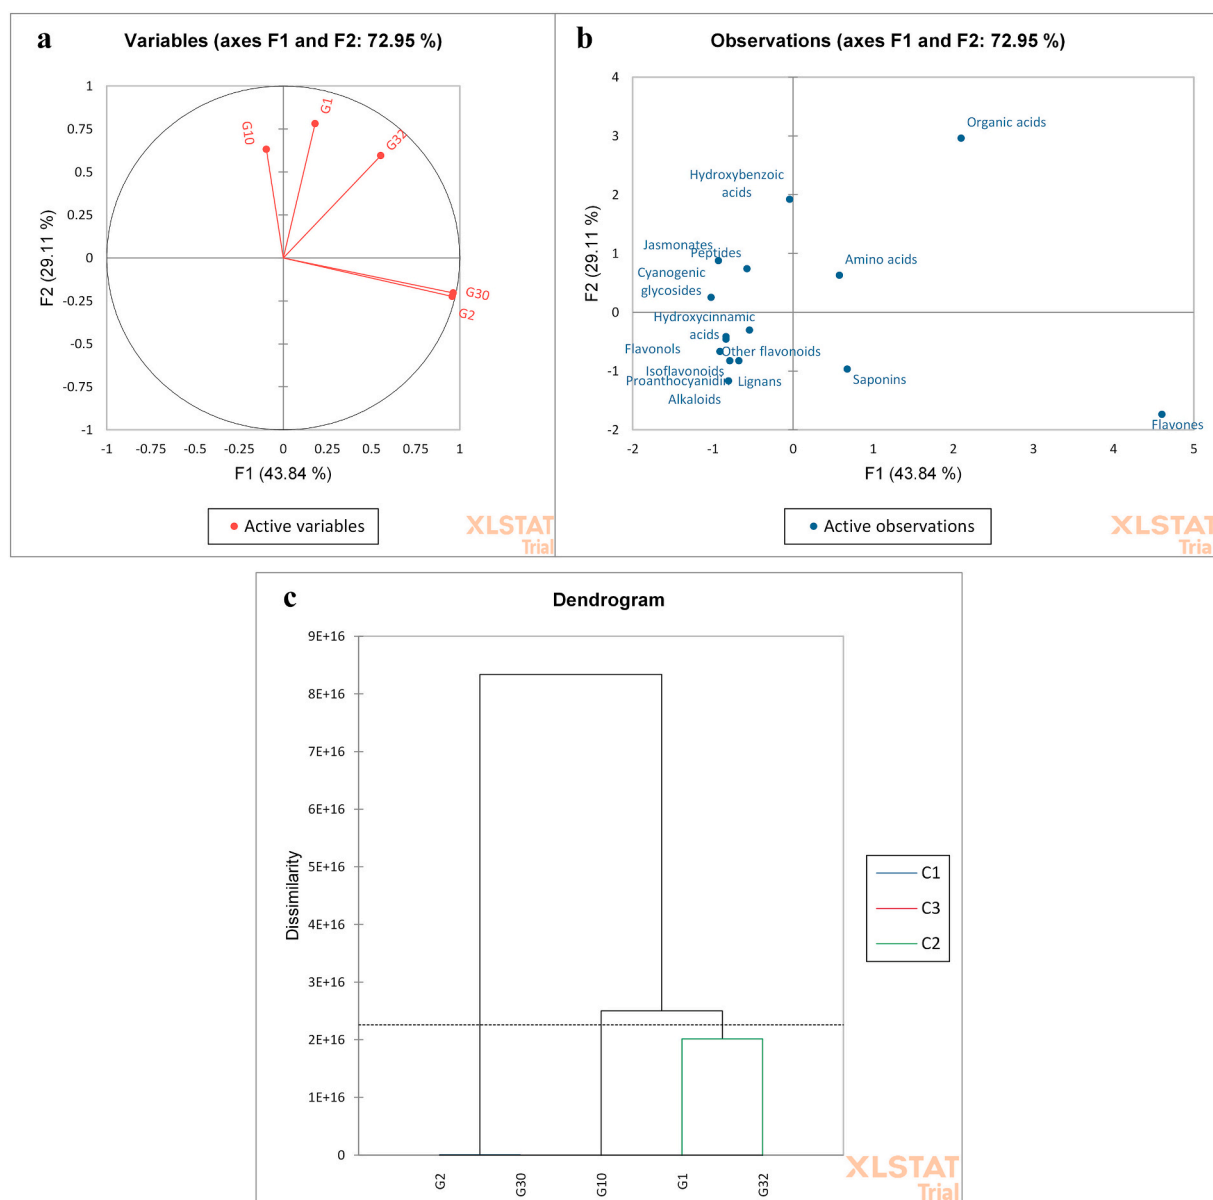 a
Variables (axes F1 and F2: 72.95 %)
1
0.75
0.5
0.25
0
-0.25
-0.5
-0.75
-1
F2 (29.11 %)
G10
G1
G32
G30
G2
-1 -0.75 -0.5 -0.25 0 0.25 0.5 0.75 1
F1 (43.84 %)
Active variables
XLSTAT
Trial
b
Observations (axes F1 and F2: 72.95 %)
4
3
2
1
0
-1
-2
F2 (29.11 %)
Organic acids
Hydroxybenzoic
acids
Jasmonates
Peptides
Amino acids
Cyanogenic
glycosides
Hydroxycinnamic
acids
Flavonols
Other flavonoids
Isoflavonoids
Proanthocyanidin
Lignans
Alkaloids
Saponins
Flavones
-2 -1 0 1 2 3 4 5
F1 (43.84 %)
Active observations
XLSTAT
Trial
c
Dendrogram
9E+16
8E+16
7E+16
6E+16
5E+16
4E+16
3E+16
2E+16
1E+16
0
Dissimilarity
G2
G30
G10
G1
G32
C1
C3
C2
XLSTAT
Trial